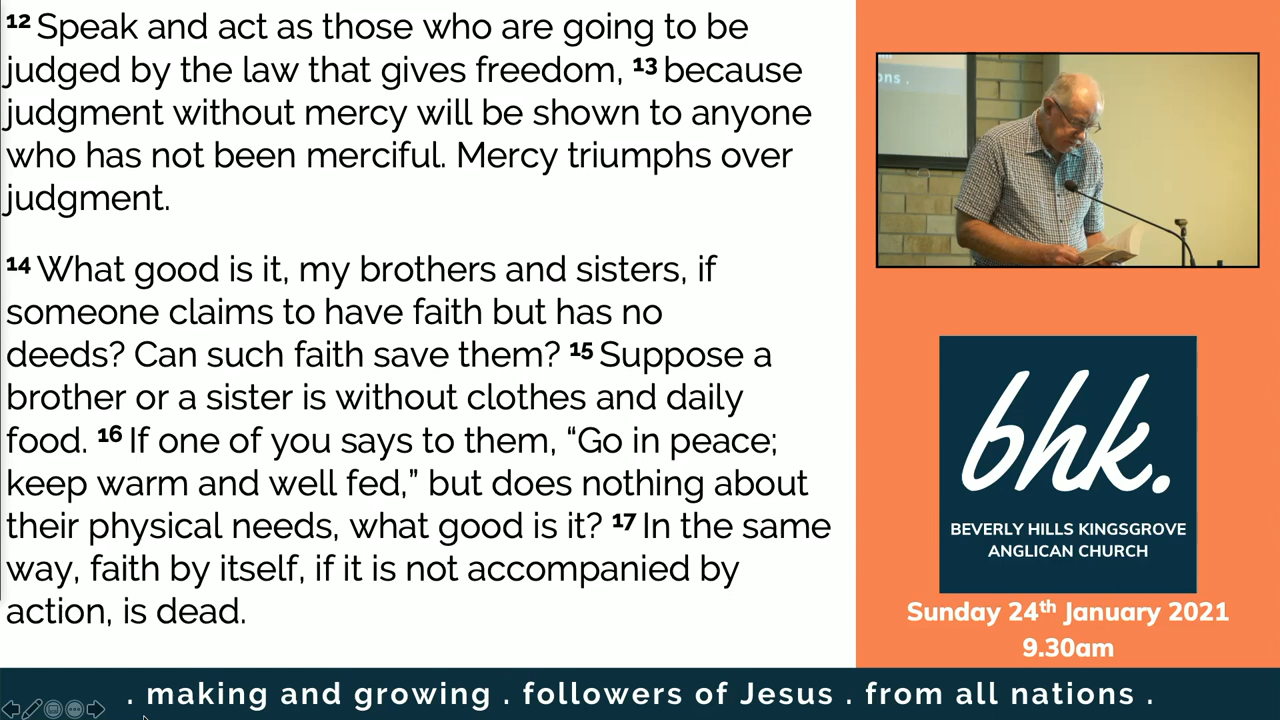 12 Speak and act as those who are going to be
judged by the law that gives freedom, 13 because
judgment without mercy will be shown to anyone
who has not been merciful. Mercy triumphs over
judgment.
14 What good is it, my brothers and sisters, if
someone claims to have faith but has no
deeds? Can such faith save them? 15 Suppose a
brother or a sister is without clothes and daily
food. 16 If one of you says to them, “Go in peace;
keep warm and well fed,” but does nothing about
their physical needs, what good is it? 17 In the same
way, faith by itself, if it is not accompanied by
action, is dead.
ons .
bhk.
BEVERLY HILLS KINGSGROVE
ANGLICAN CHURCH
Sunday 24th January 2021
9.30am
. making and growing . followers of Jesus . from all nations .